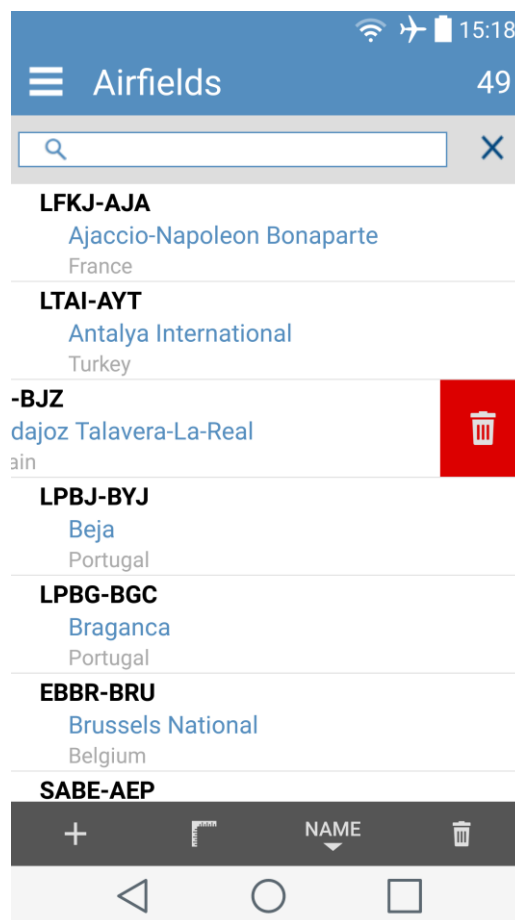 15:18
Airfields 49
LFKJ-AJA
Ajaccio-Napoleon Bonaparte
France
LTAI-AYT
Antalya International
Turkey
-BJZ
dajoz Talavera-La-Real
ain
LPBJ-BYJ
Beja
Portugal
LPBG-BGC
Braganca
Portugal
EBBR-BRU
Brussels National
Belgium
SABE-AEP
NAME